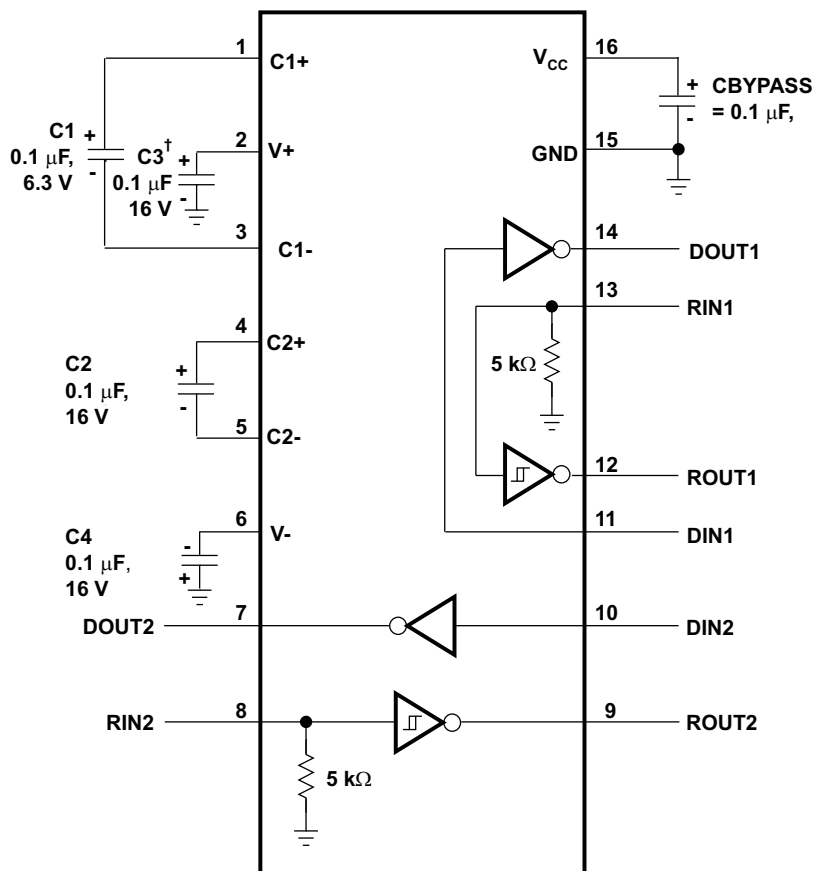 1
C1+
C1
0.1 μF,
6.3 V
+
-
2
V+
C3†
0.1 μF
16 V
+
-
3
C1-
4
C2+
C2
0.1 μF,
16 V
+
-
5
C2-
6
V-
C4
0.1 μF,
16 V
-
+
DOUT2
7
RIN2
8
5 kΩ
16
VCC
CBYPASS
= 0.1 μF,
+
-
15
GND
14
DOUT1
13
RIN1
5 kΩ
12
ROUT1
11
DIN1
10
DIN2
9
ROUT2